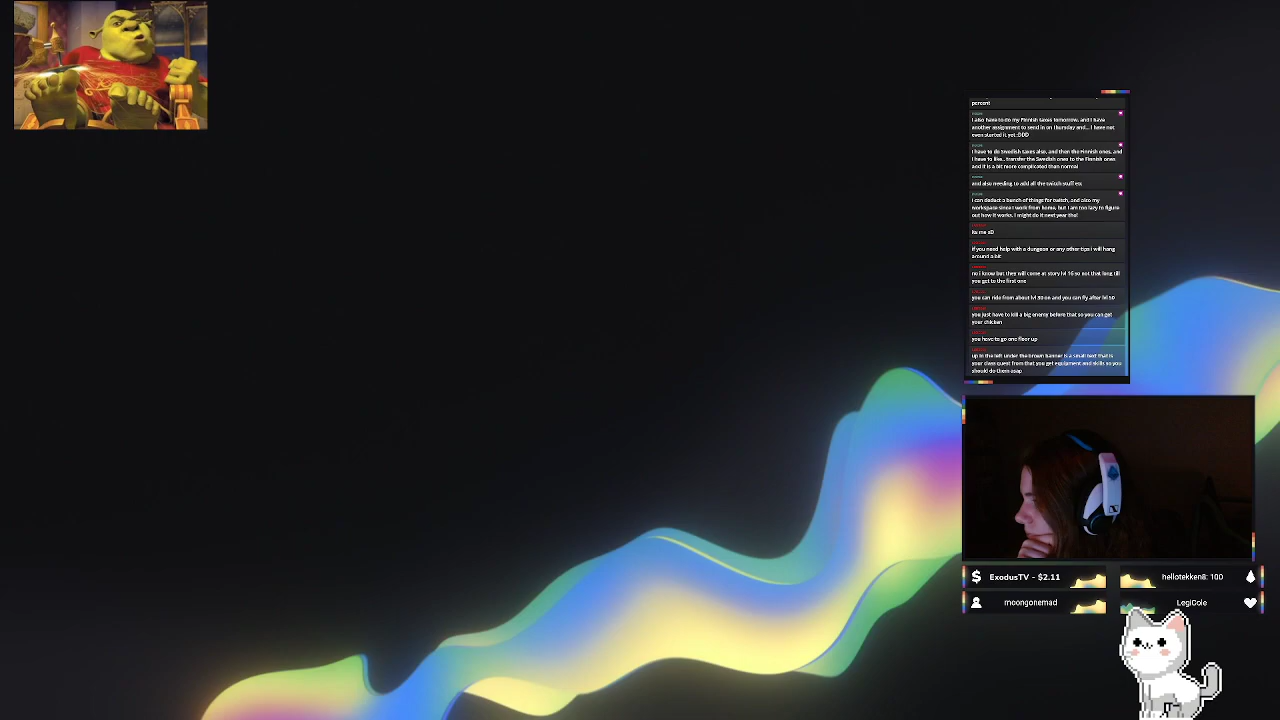 percent
I also have to do my Finnish taxes tomorrow, and I have
another assignment to send in on Thursday and... I have not
even started it yet :DDD
I have to do Swedish taxes also, and then the Finnish ones, and
I have to like.. transfer the Swedish ones to the Finnish ones
and it is a bit more complicated than normal
and also needing to add all the twitch stuff etc
I can deduct a bench of things for twitch, and also my
workspace since I work from home, but I am too lazy to figure
out how it works. I might do it next year tho!
its me xD
if you need help with a dungeon or any other tips i will hang
around a bit
no i know but they will come at story lvl 16 so not that long till
you get to the first one
you can ride from about lvl 30 on and you can fly after lvl 50
you just have to kill a big enemy before that so you can get
your chicken
you have to go one floor up
up in the left under the brown banner is a small text that is
your class quest from that you get equiament and skills so you
should do them asap
$ ExodusTV - $2.11
hellotekken8: 100
moongonemad
LegiCole